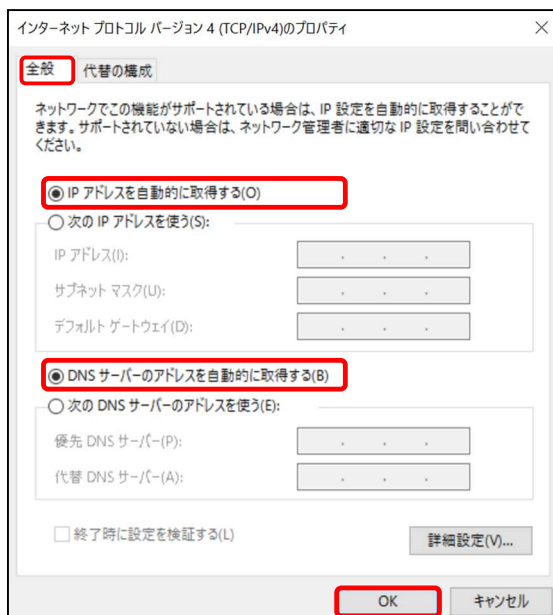 インターネット プロトコル バージョン 4 (TCP/IPv4)のプロパティ
全般 代替の構成
ネットワークでこの機能がサポートされている場合は、IP 設定を自動的に取得することがで
きます。サポートされていない場合は、ネットワーク管理者に適切な IP 設定を問い合わせて
ください。
IP アドレスを自動的に取得する(O)
次の IP アドレスを使う(S):
IP アドレス(I):
サブネット マスク(U):
デフォルト ゲートウェイ(D):
DNS サーバーのアドレスを自動的に取得する(B)
次の DNS サーバーのアドレスを使う(E):
優先 DNS サーバー(P):
代替 DNS サーバー(A):
終了時に設定を検証する(L)
詳細設定(V)...
OK キャンセル